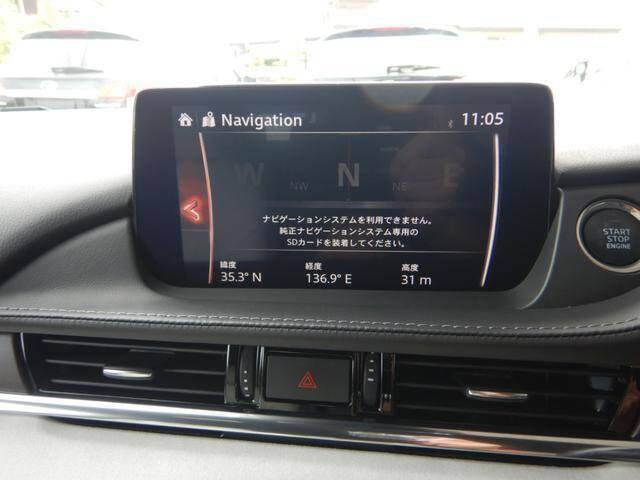 Navigation
11:05
W
NW
N
NE
E
ナビゲーションシステムを利用できません。
純正ナビゲーションシステム専用の
SDカードを装着してください。
緯度
経度
高度
35.3° N
136.9° E
31 m
START
STOP
ENGINE